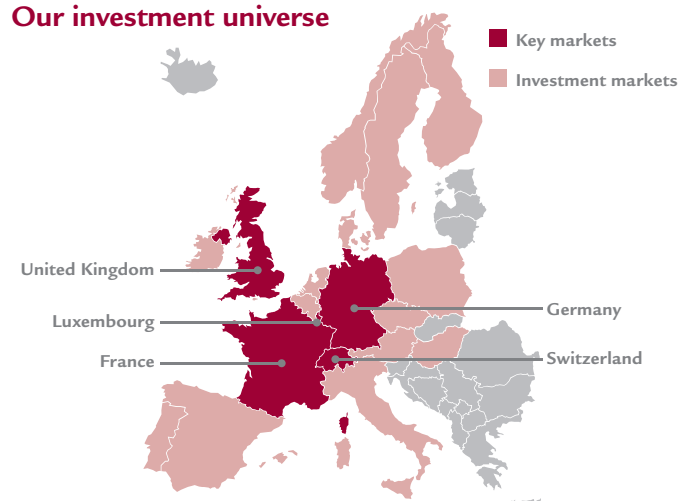 Our investment universe
Key markets
Investment markets
United Kingdom
Luxembourg
France
Germany
Switzerland